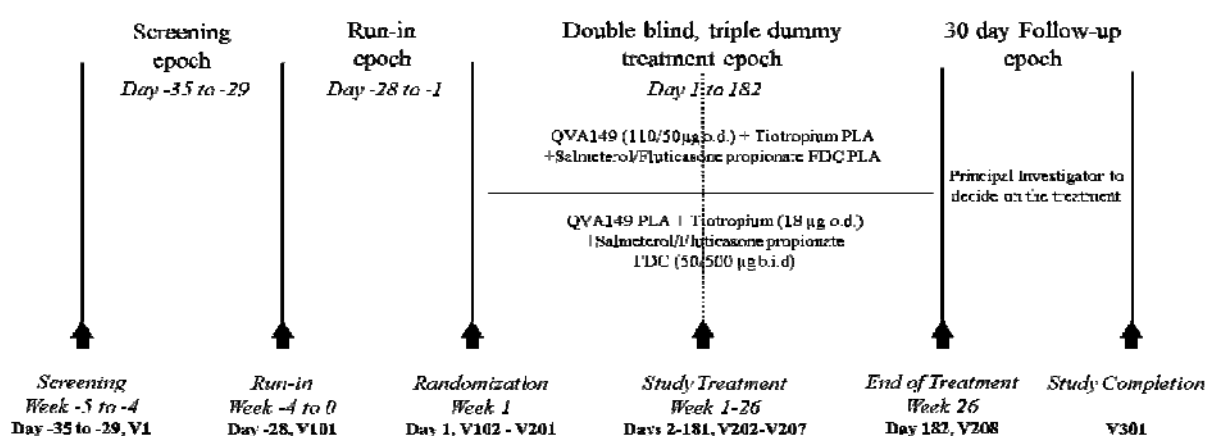 Screening
epoch
Day -35 to -29
Run-in
epoch
Day -28 to -1
Double blind, triple dummy
treatment epoch
Day 1 to 182
30 day Follow-up
epoch
QVA149 (110/50µg o.d.) + Tiotropium PLA
+Salmeterol/Fluticasone propionate FDC PLA
Principal Investigator to
decide on the treatment
QVA149 PLA + Tiotropium (18 µg o.d.)
+Salmeterol/Fluticasone propionate
FDC (50/500 µg b.i.d)
Screening
Week -5 to -4
Day -35 to -29, V1
Run-in
Week -4 to 0
Day -28, V101
Randomization
Week 1
Day 1, V102 - V201
Study Treatment
Week 1-26
Days 2-181, V202-V207
End of Treatment
Week 26
Day 182, V208
Study Completion
V301